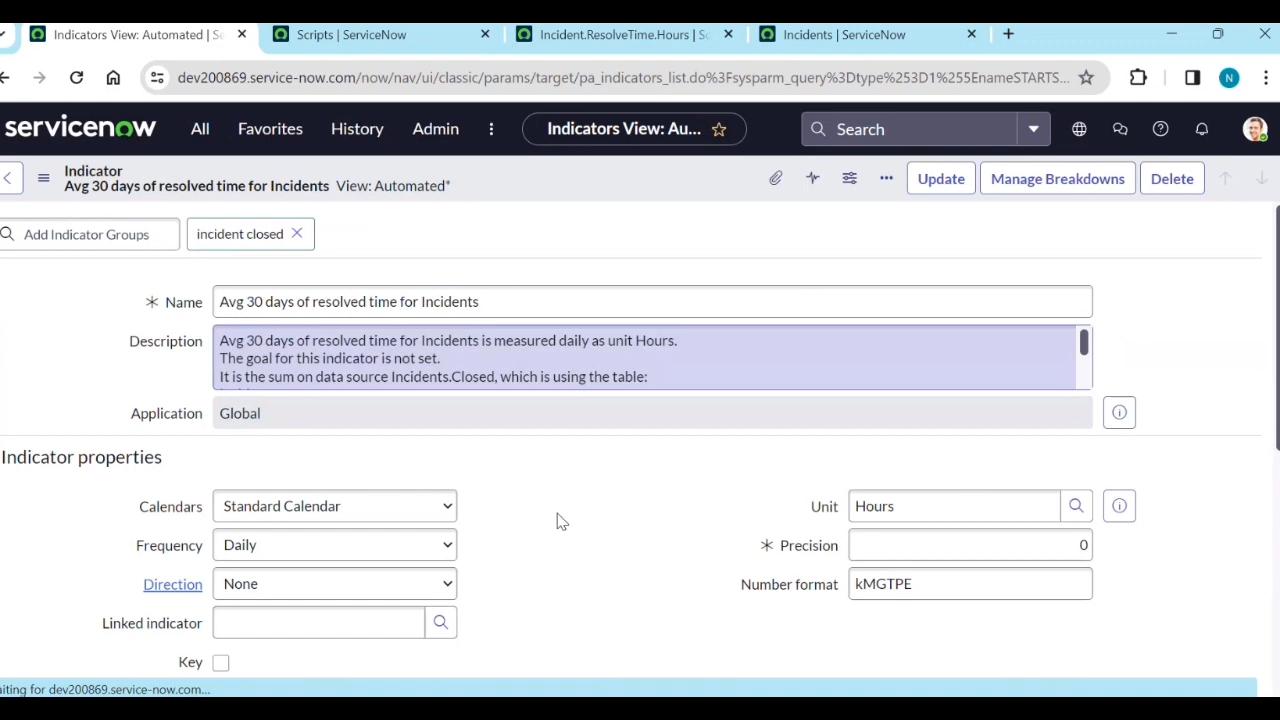 Indicators View: Automated | S
Scripts | ServiceNow
Incident.ResolveTime.Hours | S
Incidents | ServiceNow
dev200869.service-now.com/now/nav/ui/classic/params/target/pa_indicators_list.do%3Fsysparm_query%3Dtype%253D1%255EnameSTARTS...
N
servicenow
All
Favorites
History
Admin
Indicators View: Au...
Search
Indicator
Avg 30 days of resolved time for Incidents View: Automated*
Update
Manage Breakdowns
Delete
Add Indicator Groups
incident closed
Name
Avg 30 days of resolved time for Incidents
Description
Avg 30 days of resolved time for Incidents is measured daily as unit Hours.
The goal for this indicator is not set.
It is the sum on data source Incidents.Closed, which is using the table:
Application
Global
Indicator properties
Calendars
Standard Calendar
Unit
Hours
Frequency
Daily
Precision
0
Direction
None
Number format
kMGTPE
Linked indicator
Key
aiting for dev200869.service-now.com...